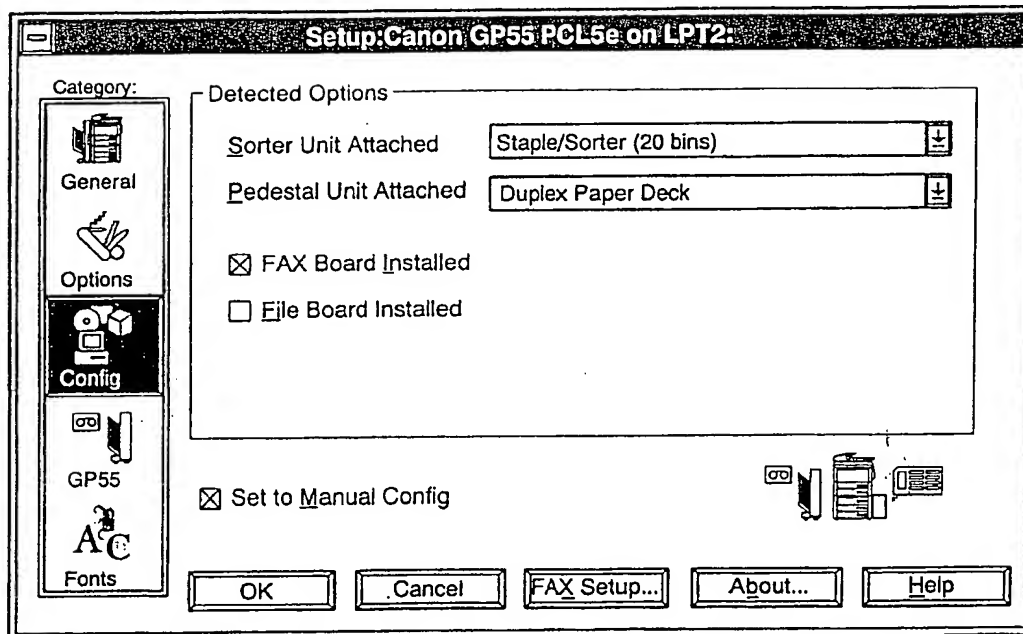 Setup:Canon GP55 PCL5e on LPT2:
Category:
General
Options
Config
GP55
Fonts
Detected Options
Sorter Unit Attached
Staple/Sorter (20 bins)
Pedestal Unit Attached
Duplex Paper Deck
FAX Board Installed
File Board Installed
Set to Manual Config
OK
Cancel
FAX Setup...
About...
Help